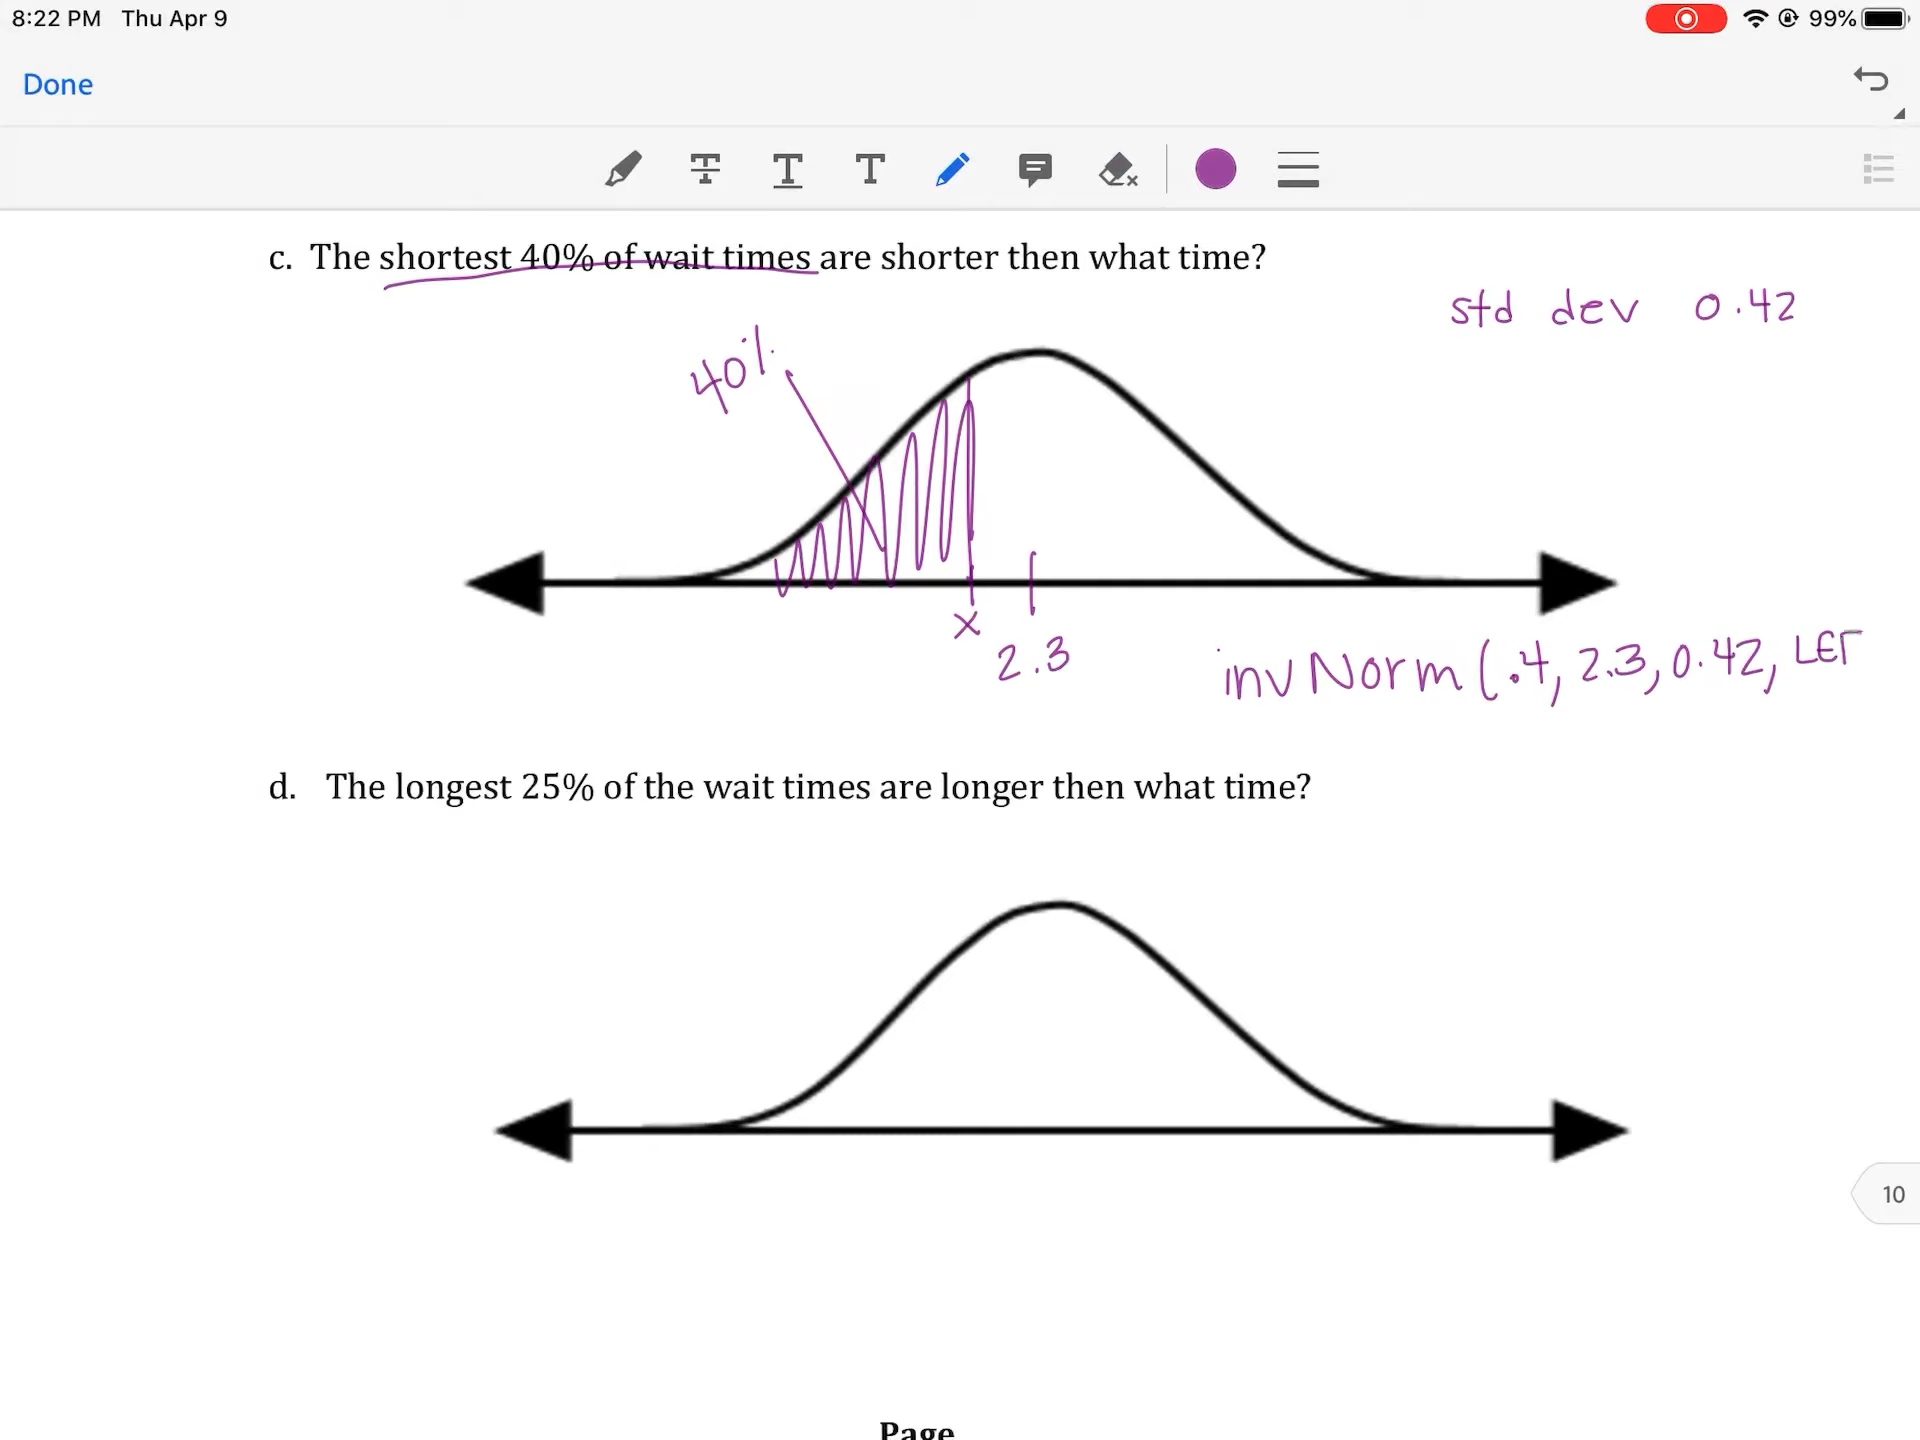 8:22 PM Thu Apr 9 99%
Done
c. The shortest 40% of wait times are shorter then what time?
std dev 0.42
40%
x
2.3
invNorm(.4, 2.3, 0.42, LEF
d. The longest 25% of the wait times are longer then what time?
10
Page